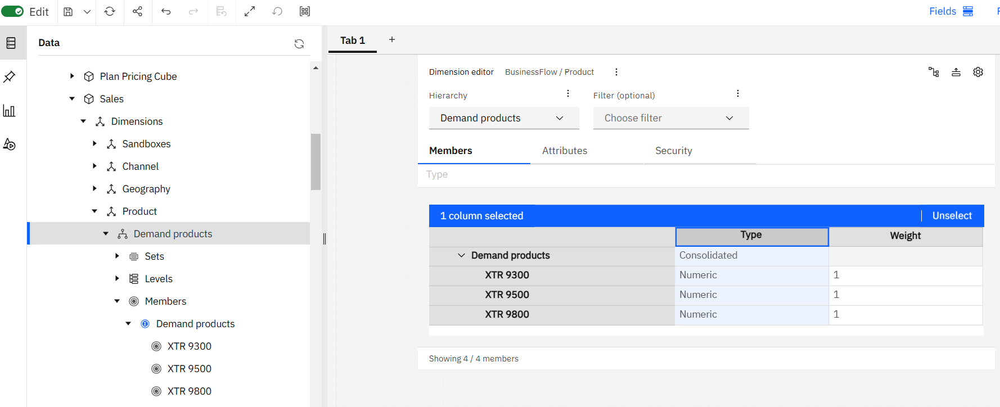 Edit
Fields
Data
Plan Pricing Cube
Sales
Dimensions
Sandboxes
Channel
Geography
Product
Demand products
Sets
Levels
Members
Demand products
XTR 9300
XTR 9500
XTR 9800
Tab 1 +
Dimension editor BusinessFlow / Product
Hierarchy Filter (optional)
Demand products Choose filter
Members Attributes Security
Type
1 column selected Unselect
Type Weight
Demand products Consolidated
XTR 9300 Numeric 1
XTR 9500 Numeric 1
XTR 9800 Numeric 1
Showing 4 / 4 members